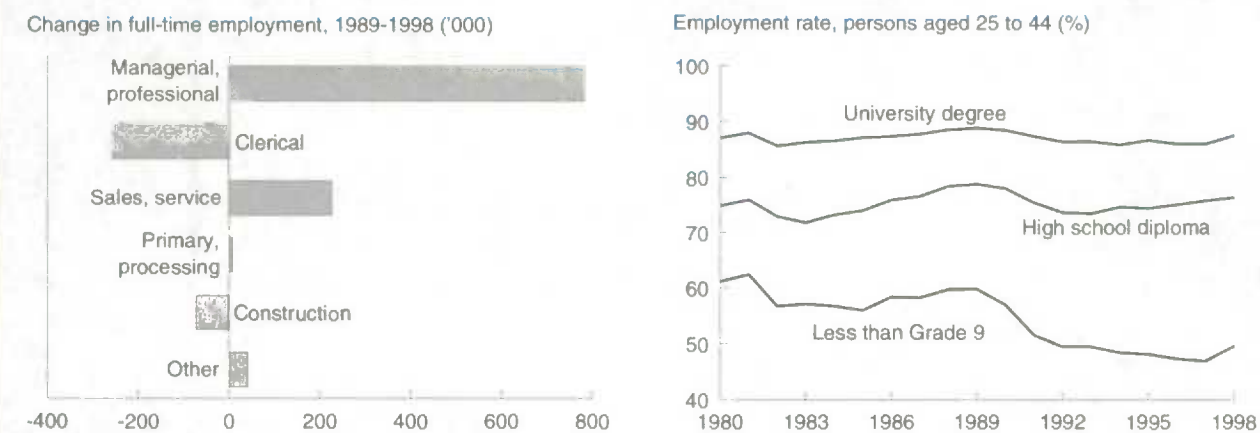 Change in full-time employment, 1989-1998 ('000)
Managerial,
professional
Clerical
Sales, service
Primary,
processing
Construction
Other
-400 -200 0 200 400 600 800
Employment rate, persons aged 25 to 44 (%)
100
90
80
70
60
50
40
University degree
High school diploma
Less than Grade 9
1980 1983 1986 1989 1992 1995 1998